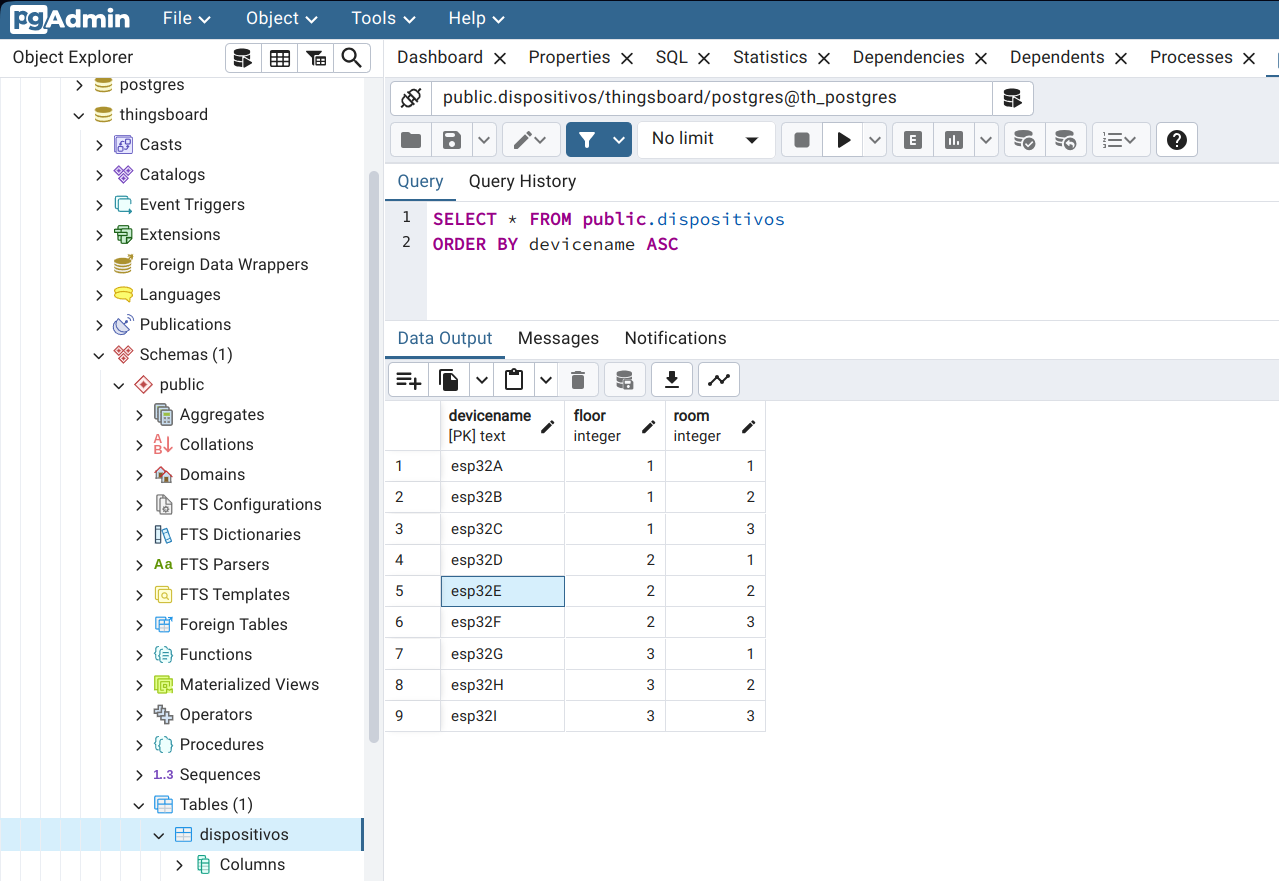 pgAdmin File Object Tools Help
Object Explorer
postgres
thingsboard
Casts
Catalogs
Event Triggers
Extensions
Foreign Data Wrappers
Languages
Publications
Schemas (1)
public
Aggregates
Collations
Domains
FTS Configurations
FTS Dictionaries
Aa FTS Parsers
FTS Templates
Foreign Tables
Functions
Materialized Views
Operators
Procedures
1..3 Sequences
Tables (1)
dispositivos
Columns
Dashboard Properties SQL Statistics Dependencies Dependents Processes
public.dispositivos/thingsboard/postgres@th_postgres
No limit E
Query Query History
1 SELECT * FROM public.dispositivos
2 ORDER BY devicename ASC
Data Output Messages Notifications
devicename floor room
[PK] text integer integer
1 esp32A 1 1
2 esp32B 1 2
3 esp32C 1 3
4 esp32D 2 1
5 esp32E 2 2
6 esp32F 2 3
7 esp32G 3 1
8 esp32H 3 2
9 esp32I 3 3